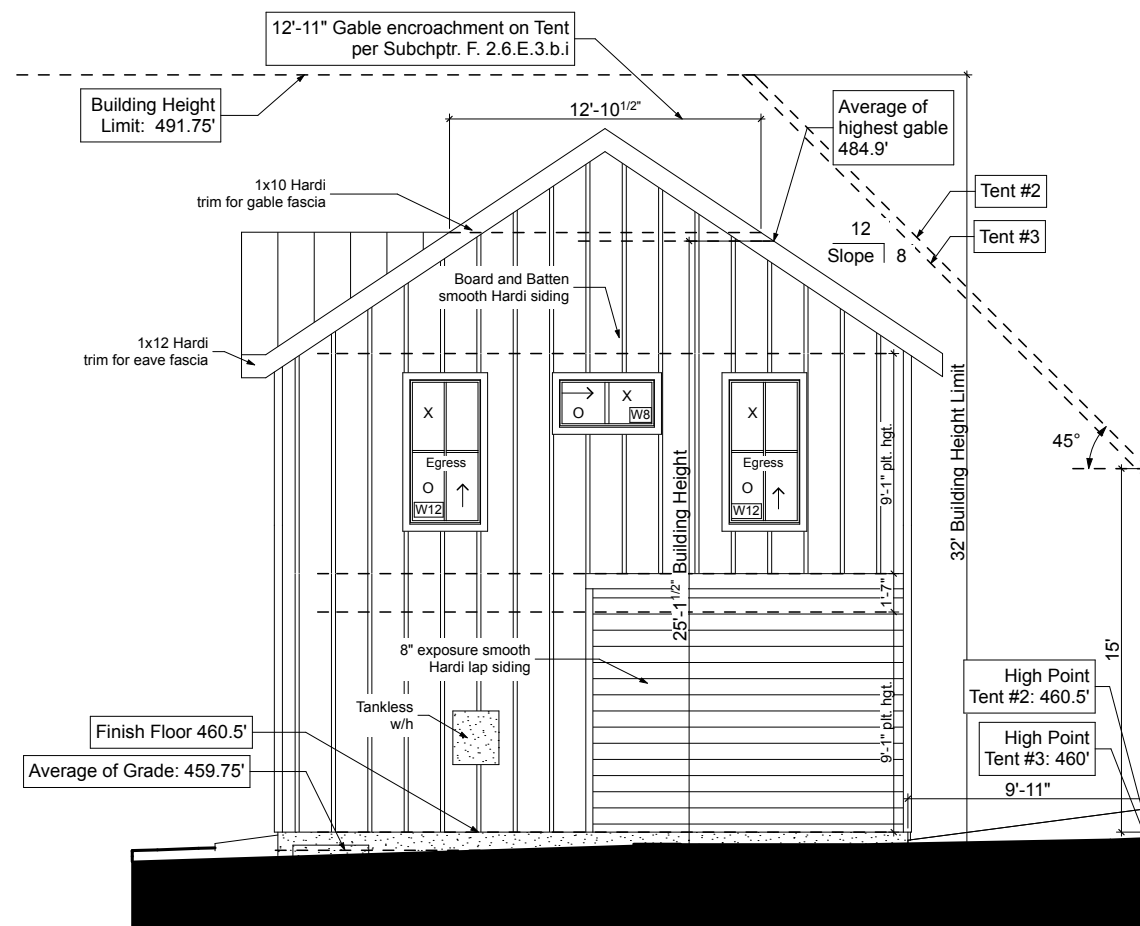 12'-11" Gable encroachment on Tent
per Subchptr. F. 2.6.E.3.b.i
Building Height
Limit: 491.75'
12'-10 1/2"
Average of
highest gable
484.9'
1x10 Hardi
trim for gable fascia
Tent #2
Tent #3
12
Slope
8
Board and Batten
smooth Hardi siding
1x12 Hardi
trim for eave fascia
X
O
Egress
W12
X
O
W8
X
O
Egress
W12
9'-1" plt. hgt.
32' Building Height Limit
45°
25'-1 1/2" Building Height
1'-7"
8" exposure smooth
Hardi lap siding
9'-1" plt. hgt.
15'
Tankless
w/h
High Point
Tent #2: 460.5'
High Point
Tent #3: 460'
Finish Floor 460.5'
Average of Grade: 459.75'
9'-11"